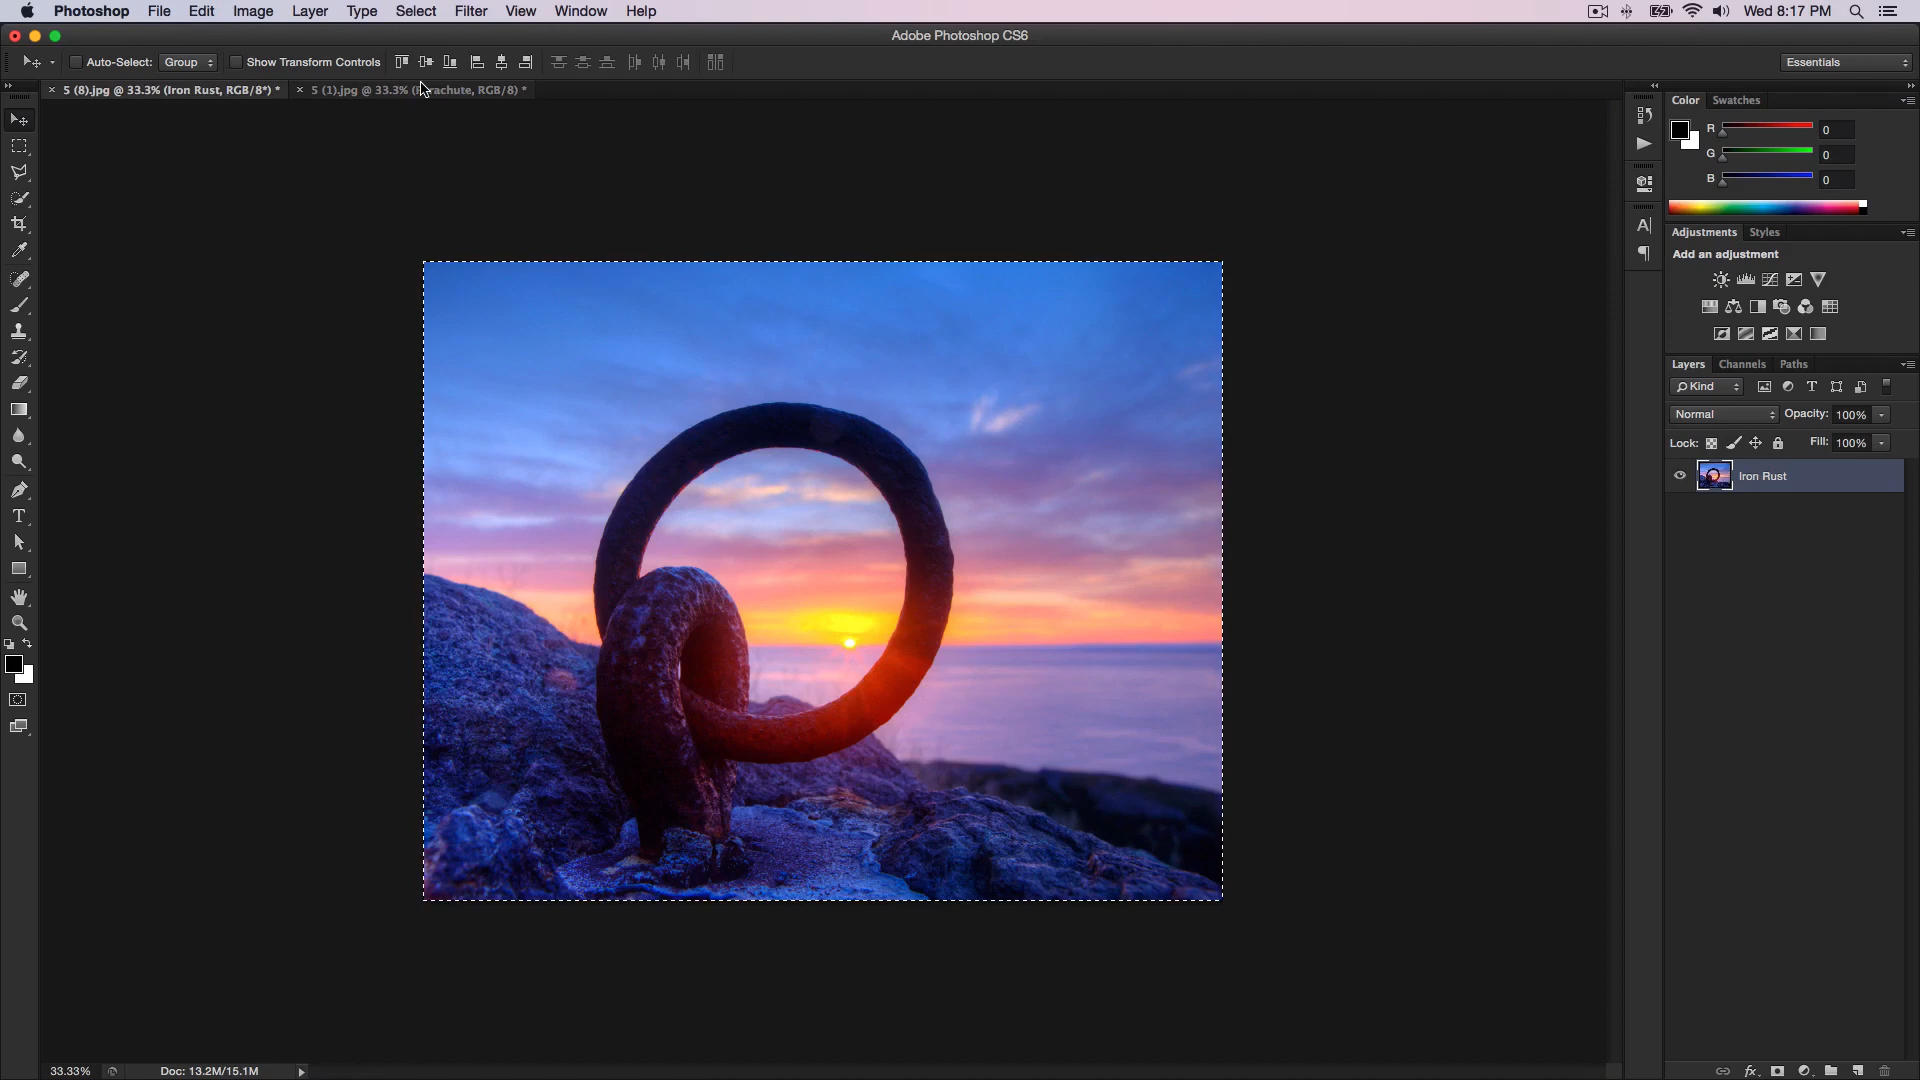 Photoshop File Edit Image Layer Type Select Filter View Window Help Wed 8:17 PM
Adobe Photoshop CS6
Auto-Select: Group Show Transform Controls Essentials
5 (8).jpg @ 33.3% (Iron Rust, RGB/8*) * 5 (1).jpg @ 33.3% (Parachute, RGB/8) *
Color Swatches
R 0
G 0
B 0
Adjustments Styles
Add an adjustment
Layers Channels Paths
Kind
Normal Opacity: 100%
Lock: Fill: 100%
Iron Rust
33.33% Doc: 13.2M/15.1M